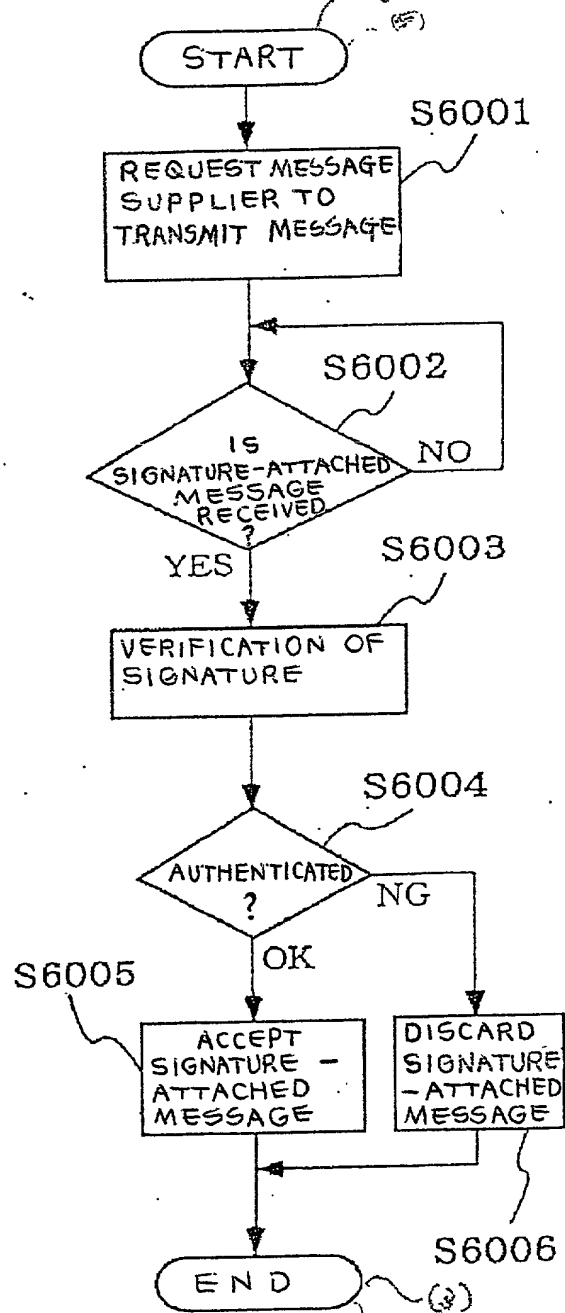 START
S6001
REQUEST MESSAGE
SUPPLIER TO
TRANSMIT MESSAGE
S6002
IS
SIGNATURE-ATTACHED
MESSAGE
RECEIVED
?
NO
YES
S6003
VERIFICATION OF
SIGNATURE
S6004
AUTHENTICATED
?
NG
OK
S6005
ACCEPT
SIGNATURE -
ATTACHED
MESSAGE
DISCARD
SIGNATURE
-ATTACHED
MESSAGE
S6006
END